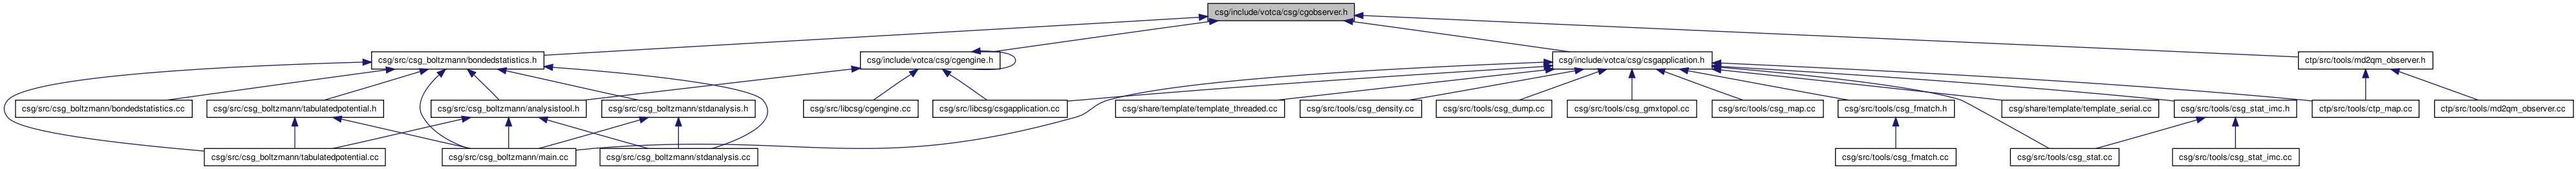 csg/include/votca/csg/cgobserver.h
csg/src/csg_boltzmann/bondedstatistics.h
csg/include/votca/csg/cgengine.h
csg/include/votca/csg/csgapplication.h
ctp/src/tools/md2qm_observer.h
csg/src/csg_boltzmann/bondedstatistics.cc
csg/src/csg_boltzmann/tabulatedpotential.h
csg/src/csg_boltzmann/analysistool.h
csg/src/csg_boltzmann/stdanalysis.h
csg/src/libcsg/cgengine.cc
csg/src/libcsg/csgapplication.cc
csg/share/template/template_threaded.cc
csg/src/tools/csg_density.cc
csg/src/tools/csg_dump.cc
csg/src/tools/csg_gmxtopol.cc
csg/src/tools/csg_map.cc
csg/src/tools/csg_fmatch.h
csg/share/template/template_serial.cc
csg/src/tools/csg_stat_imc.h
ctp/src/tools/ctp_map.cc
ctp/src/tools/md2qm_observer.cc
csg/src/csg_boltzmann/tabulatedpotential.cc
csg/src/csg_boltzmann/main.cc
csg/src/csg_boltzmann/stdanalysis.cc
csg/src/tools/csg_fmatch.cc
csg/src/tools/csg_stat.cc
csg/src/tools/csg_stat_imc.cc